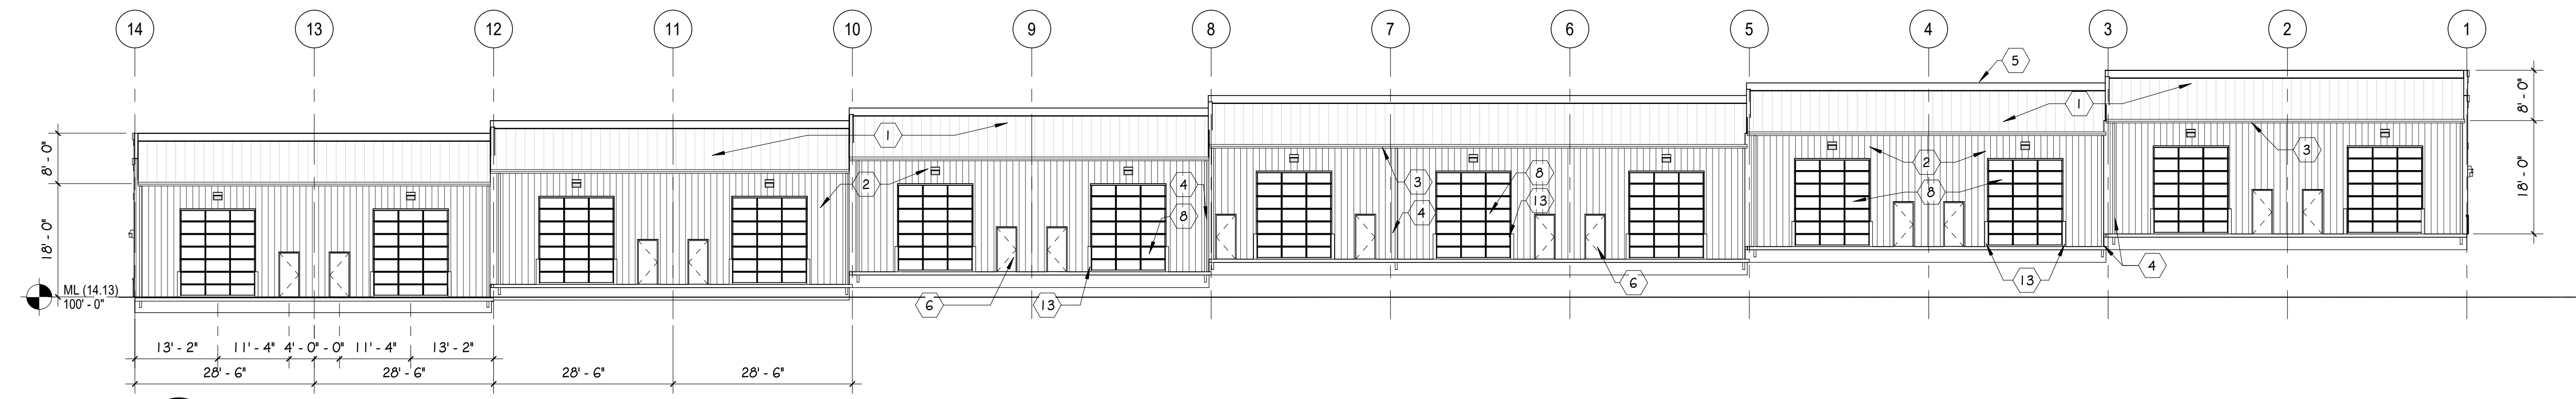 14 13 12 11 10 9 8 7 6 5 4 3 2 1
5
1 1
8' - 0" 8' - 0"
2 4 3 8 2 3
8 4 13 8
18' - 0" 18' - 0"
ML (14.13)
100' - 0"
6 13 6 13 4
13' - 2" 11' - 4" 4' - 0" - 0" 11' - 4" 13' - 2"
28' - 6" 28' - 6" 28' - 6" 28' - 6"